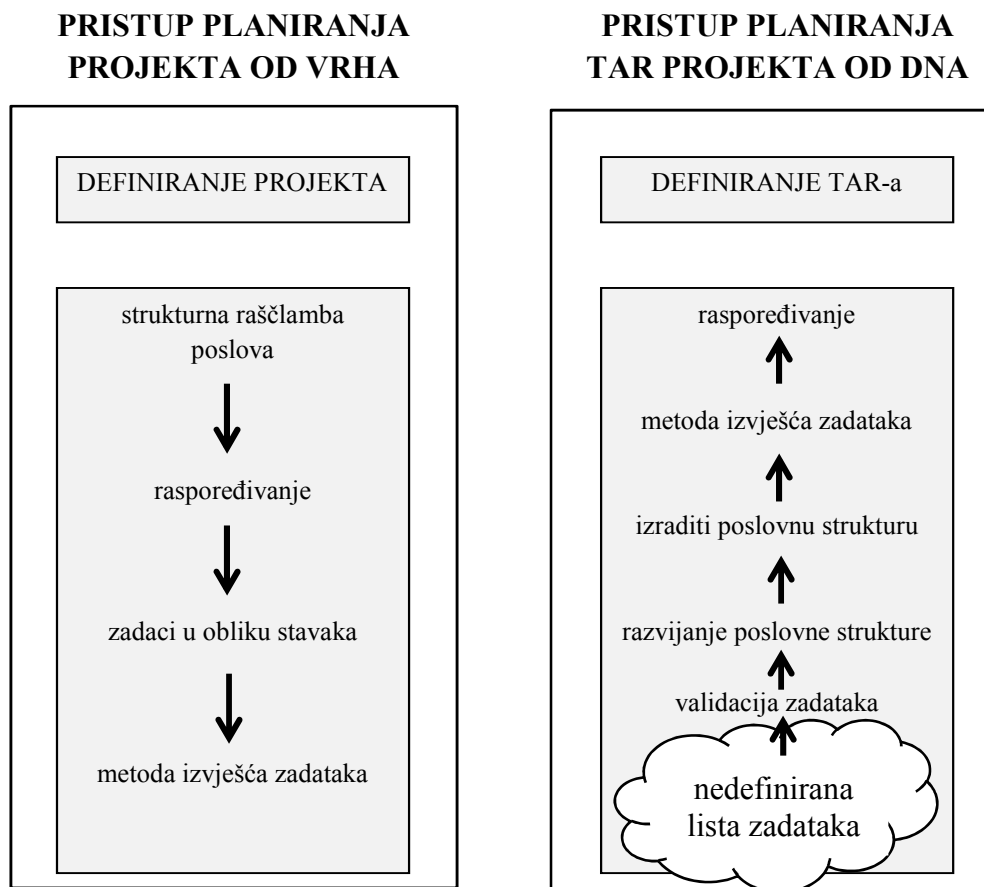 PRISTUP PLANIRANJA
PROJEKTA OD VRHA
DEFINIRANJE PROJEKTA
strukturna raščlamba
poslova
raspoređivanje
zadaci u obliku stavaka
metoda izvješća zadataka
PRISTUP PLANIRANJA
TAR PROJEKTA OD DNA
DEFINIRANJE TAR-a
raspoređivanje
metoda izvješća zadataka
izraditi poslovnu strukturu
razvijanje poslovne strukture
validacija zadataka
nedefinirana
lista zadataka